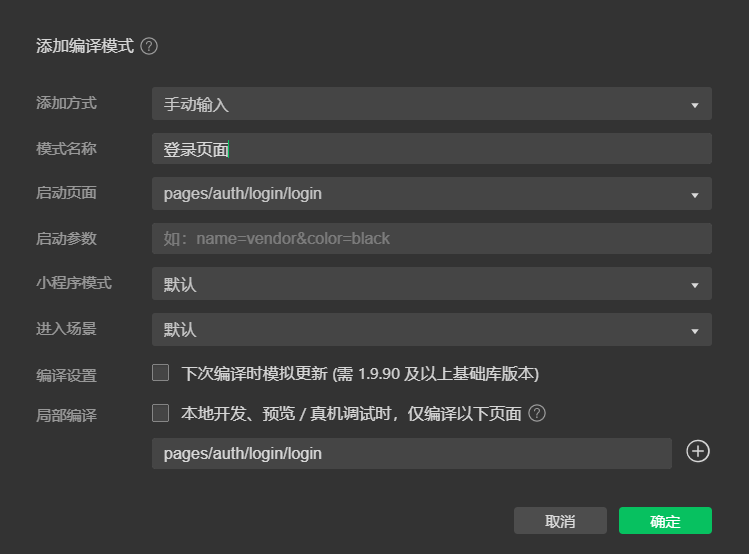 添加编译模式 ?
添加方式 手动输入
模式名称 登录页面
启动页面 pages/auth/login/login
启动参数 如：name=vendor&color=black
小程序模式 默认
进入场景 默认
编译设置 下次编译时模拟更新 (需 1.9.90 及以上基础库版本)
局部编译 本地开发、预览 / 真机调试时，仅编译以下页面 ?
pages/auth/login/login
取消 确定